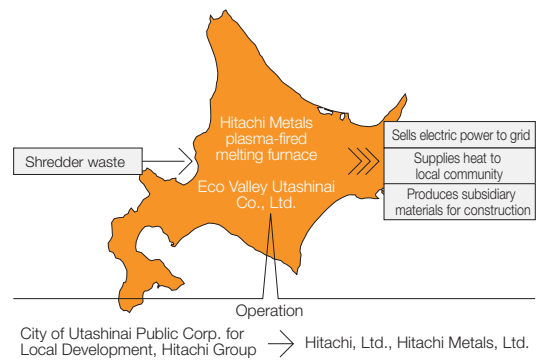 Hitachi Metals
plasma-fired
melting furnace
Eco Valley Utashinai
Co., Ltd.
Shredder waste
Sells electric power to grid
Supplies heat to
local community
Produces subsidiary
materials for construction
Operation
City of Utashinai Public Corp. for
Local Development, Hitachi Group
Hitachi, Ltd., Hitachi Metals, Ltd.